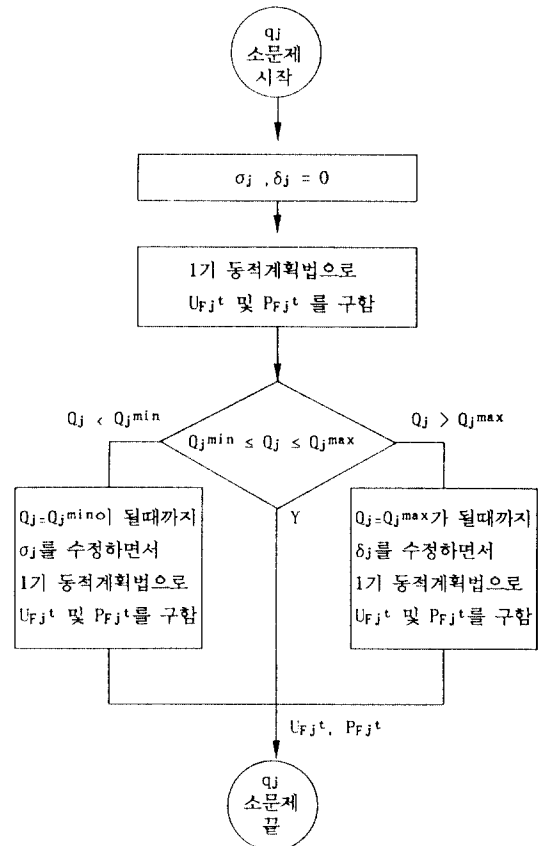 qj
소문제
시작
σj , δj = 0
1기 동적계획법으로
UFjᵗ 및 PFjᵗ 를 구함
Qj < Qjᵐⁱⁿ
Qj > Qjᵐᵃˣ
Qjᵐⁱⁿ ≤ Qj ≤ Qjᵐᵃˣ
Qj=Qjᵐⁱⁿ이 될때까지
σj를 수정하면서
1기 동적계획법으로
UFjᵗ 및 PFjᵗ를 구함
Y
Qj=Qjᵐᵃˣ가 될때까지
δj를 수정하면서
1기 동적계획법으로
UFjᵗ 및 PFjᵗ를 구함
UFjᵗ, PFjᵗ
qj
소문제
끝